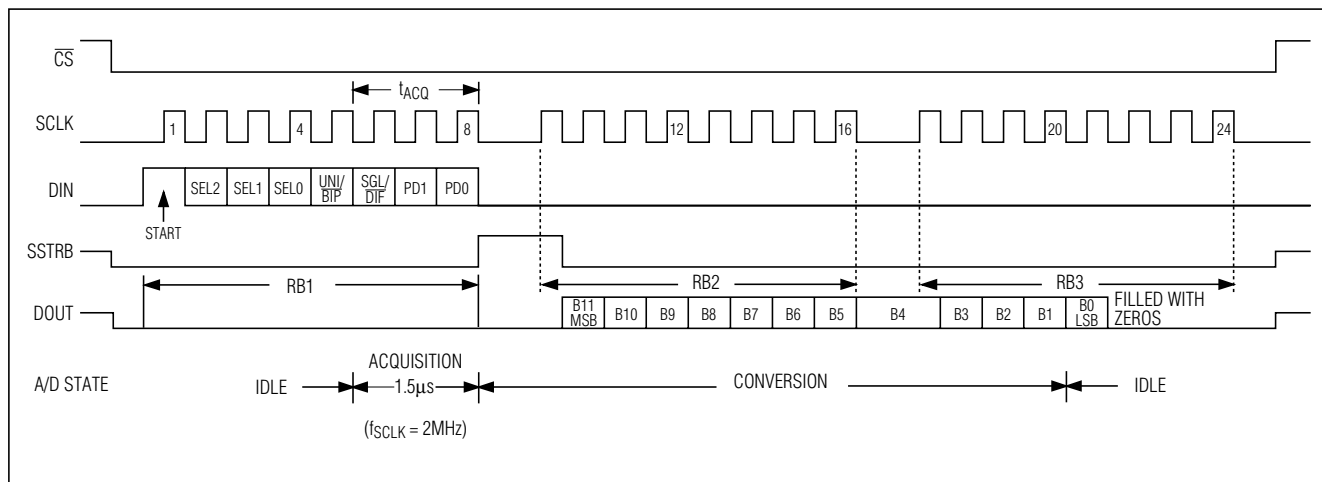 CS
tACQ
SCLK 1 4 8 12 16 20 24
DIN SEL2 SEL1 SEL0 UNI/BIP SGL/DIF PD1 PD0
START
SSTRB
RB1 RB2 RB3
DOUT B11 MSB B10 B9 B8 B7 B6 B5 B4 B3 B2 B1 B0 LSB FILLED WITH ZEROS
A/D STATE IDLE ACQUISITION 1.5µs CONVERSION IDLE
(fSCLK = 2MHz)